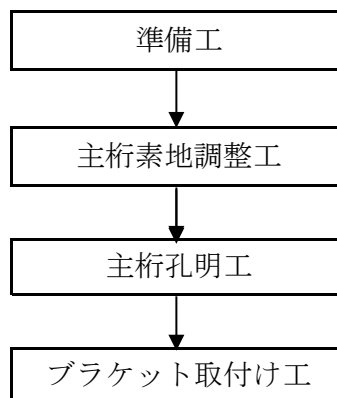 準備工
主桁素地調整工
主桁孔明工
ブラケット取付け工